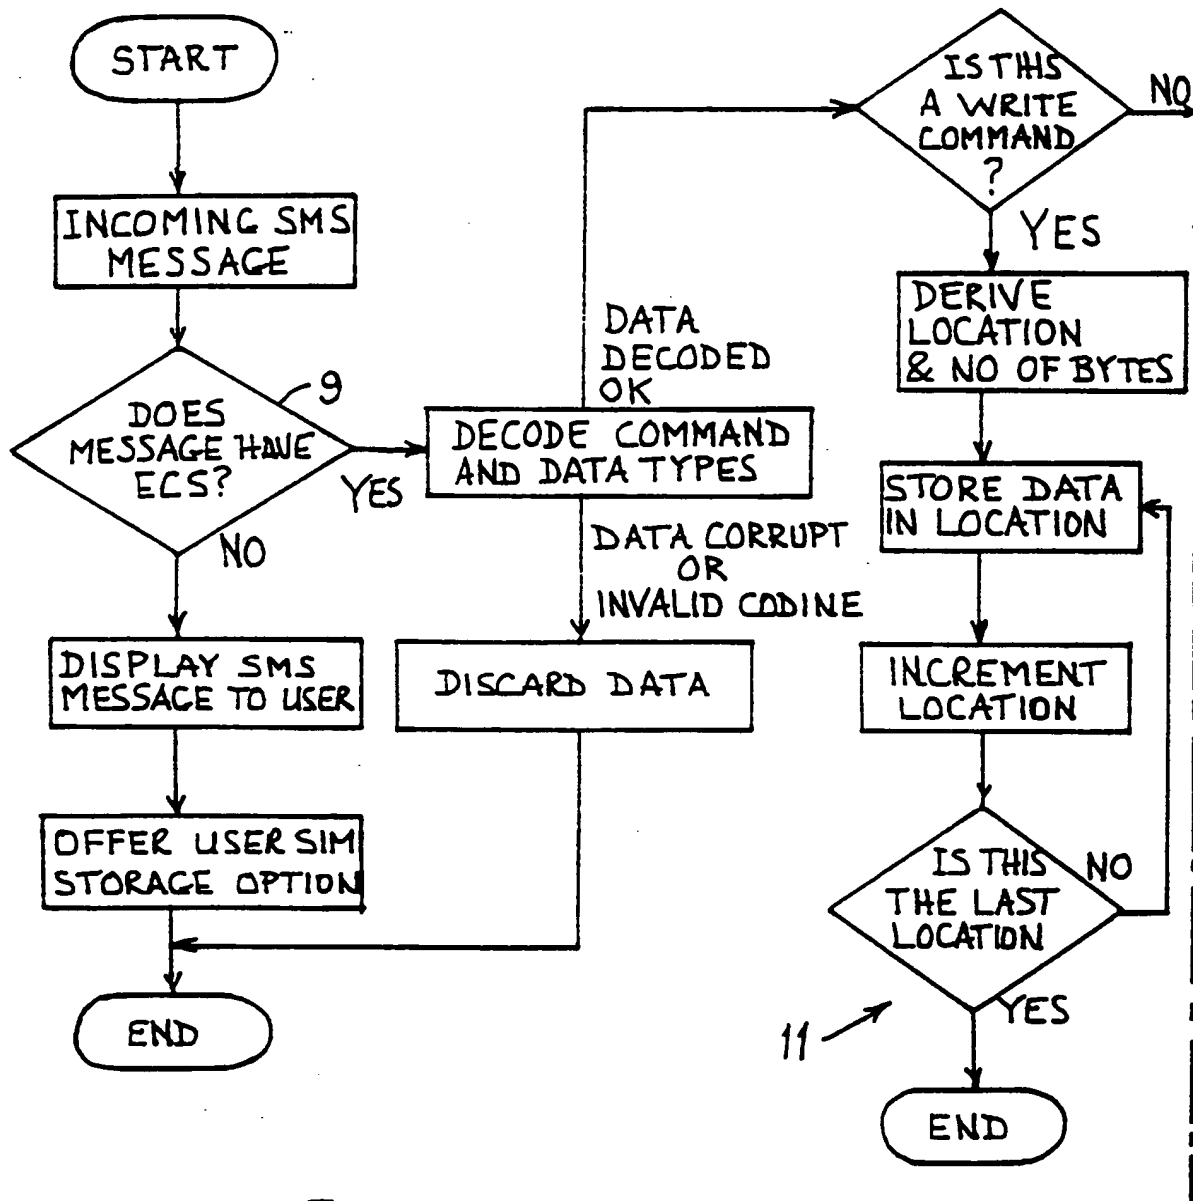 START
INCOMING SMS
MESSAGE
9
DOES
MESSAGE HAVE
ECS?
YES
NO
DISPLAY SMS
MESSAGE TO USER
OFFER USER SIM
STORAGE OPTION
END
DATA
DECODED
OK
DECODE COMMAND
AND DATA TYPES
DATA CORRUPT
OR
INVALID CODINE
DISCARD DATA
IS THIS
A WRITE
COMMAND
?
NO
YES
DERIVE
LOCATION
& NO OF BYTES
STORE DATA
IN LOCATION
INCREMENT
LOCATION
IS THIS
THE LAST
LOCATION
NO
YES
11
END